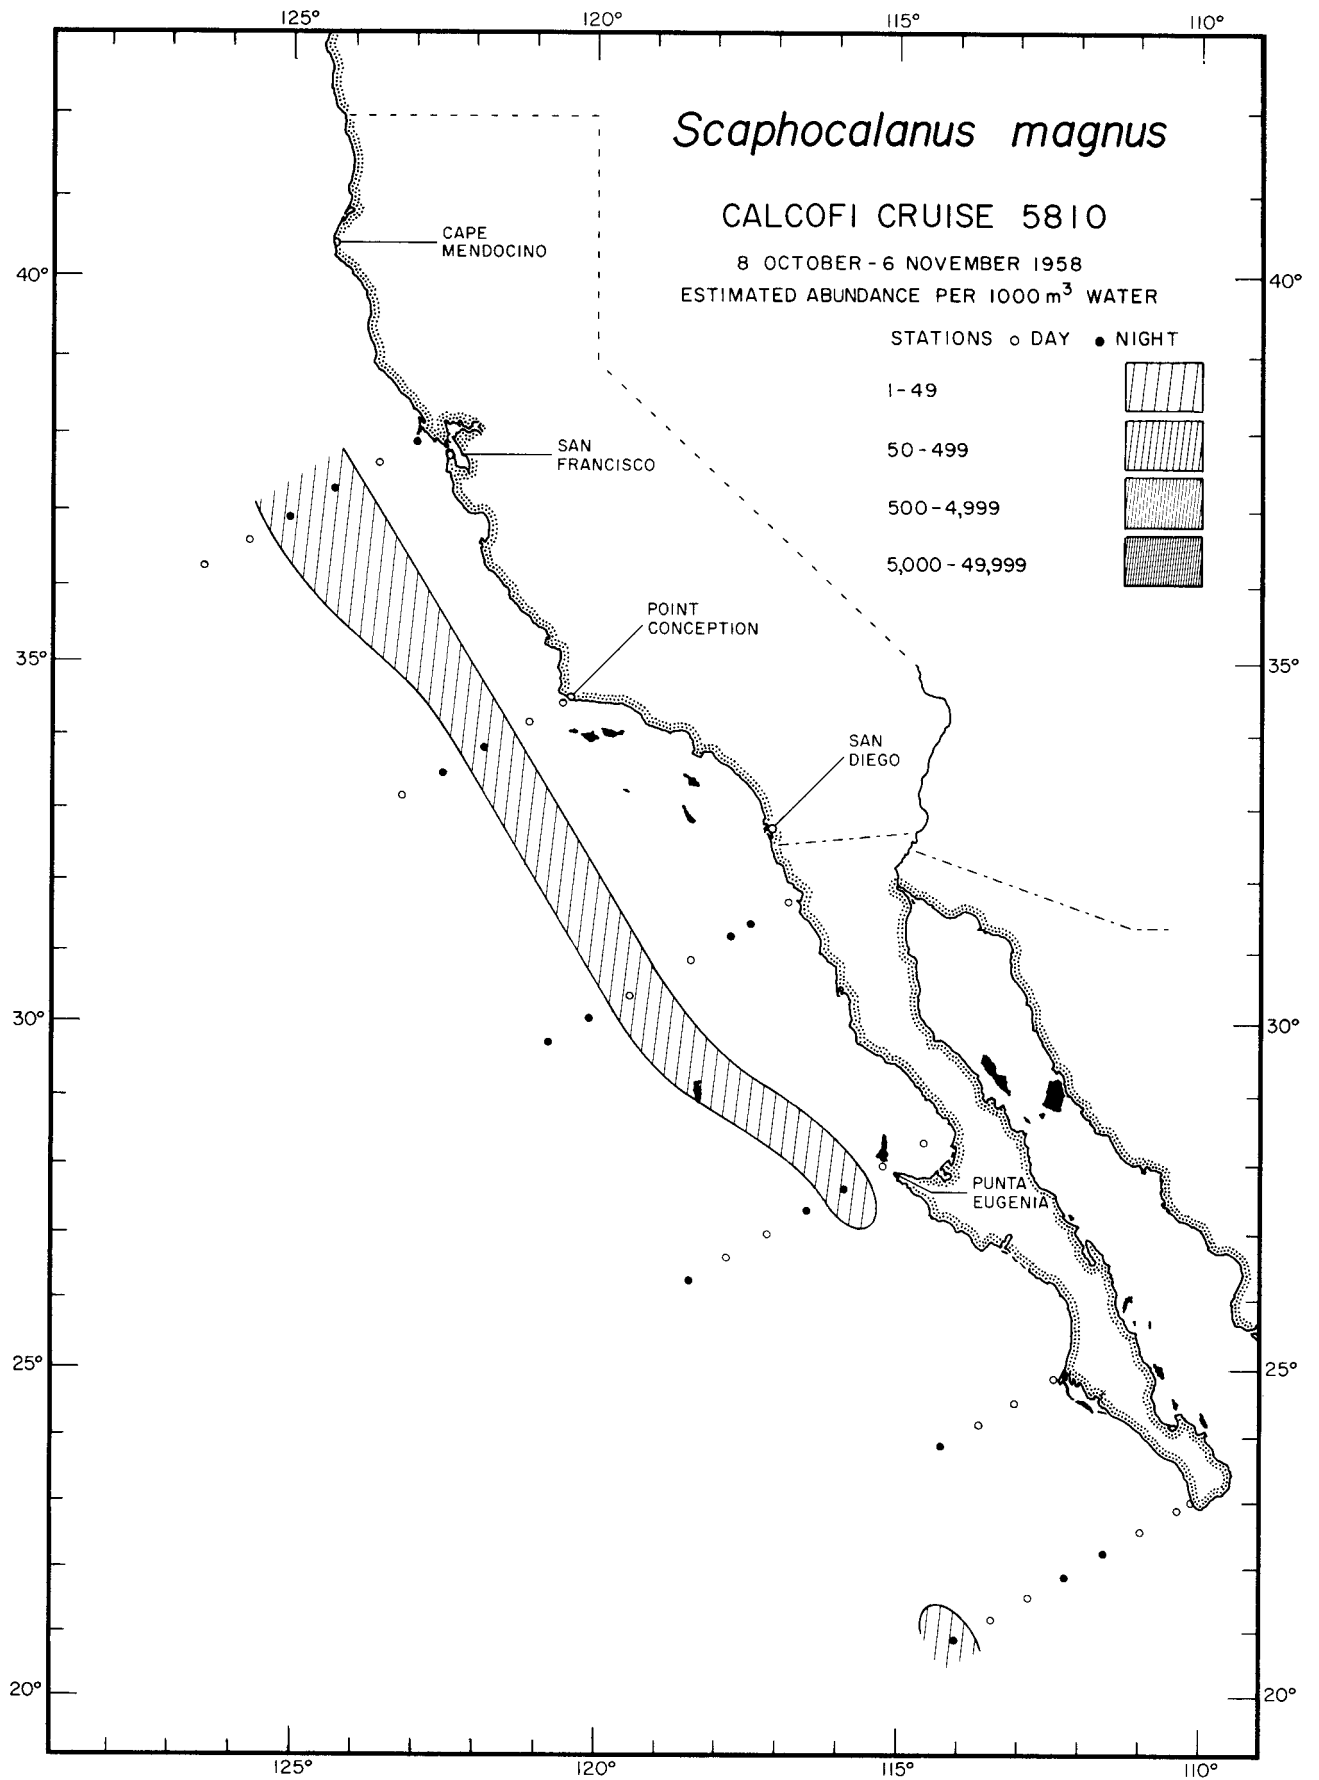 125° 120° 115° 110°
Scaphocalanus magnus
CALCOFI CRUISE 5810
8 OCTOBER - 6 NOVEMBER 1958
ESTIMATED ABUNDANCE PER 1000 m³ WATER
STATIONS ○ DAY ● NIGHT
1-49
50-499
500-4,999
5,000-49,999
CAPE
MENDOCINO
40° 40°
SAN
FRANCISCO
POINT
CONCEPTION
35° 35°
SAN
DIEGO
30° 30°
PUNTA
EUGENIA
25° 25°
20° 20°
125° 120° 115° 110°